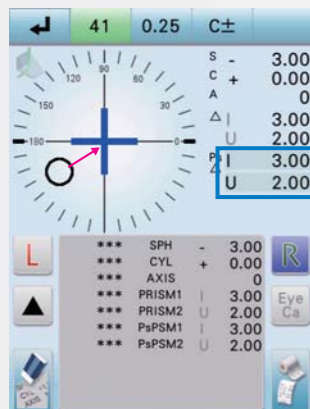 41 0.25 C±
S - 3.00
C + 0.00
A 0
△ I 3.00
U 2.00
Ps△ I 3.00
U 2.00
120 90 60
150 30
180 0
L R
*** SPH - 3.00
*** CYL + 0.00
*** AXIS 0
*** PRISM1 I 3.00
*** PRISM2 U 2.00
*** PsPSM1 I 3.00
*** PsPSM2 U 2.00
▲ Eye
Ca
CYL
AXIS